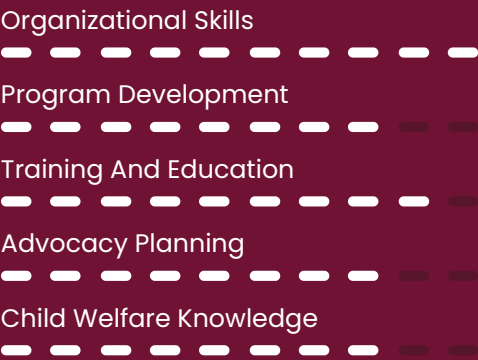 Organizational Skills
Program Development
Training And Education
Advocacy Planning
Child Welfare Knowledge